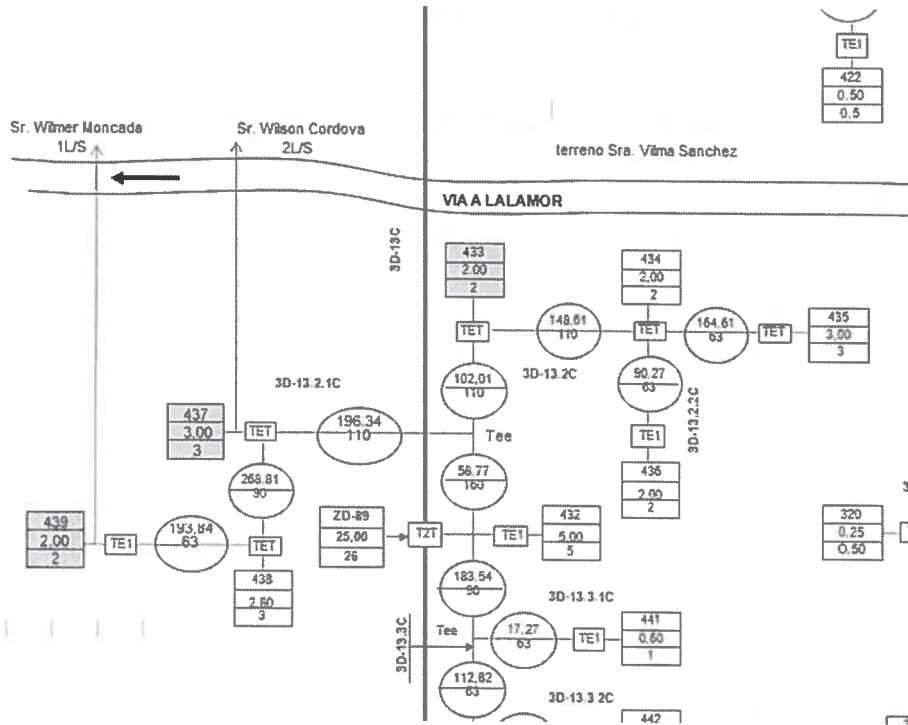 TE1
422
0.50
0.5
Sr. Wilmer Moncada
1L/S
Sr. Wilson Cordova
2L/S
terreno Sra. Vilma Sanchez
VIA A LALAMOR
3D-13C
433
2.00
2
434
2,00
2
TET
148,61
110
TET
164,61
63
TET
435
3,00
3
3D-13.2C
102,01
110
90,27
63
3D-13.2.2C
3D-13.2.1C
437
3.00
3
TET
196,34
110
Tee
TE1
436
2,00
2
268,81
90
58,77
160
439
2.00
2
TE1
193,84
63
TET
ZD-89
25,00
26
T2T
TE1
432
5,00
5
320
0,25
0,50
438
2,80
3
183,54
90
3D-13.3.1C
3D-13.3C
Tee
17,27
63
TE1
441
0,60
1
112,82
63
3D-13.3.2C
442